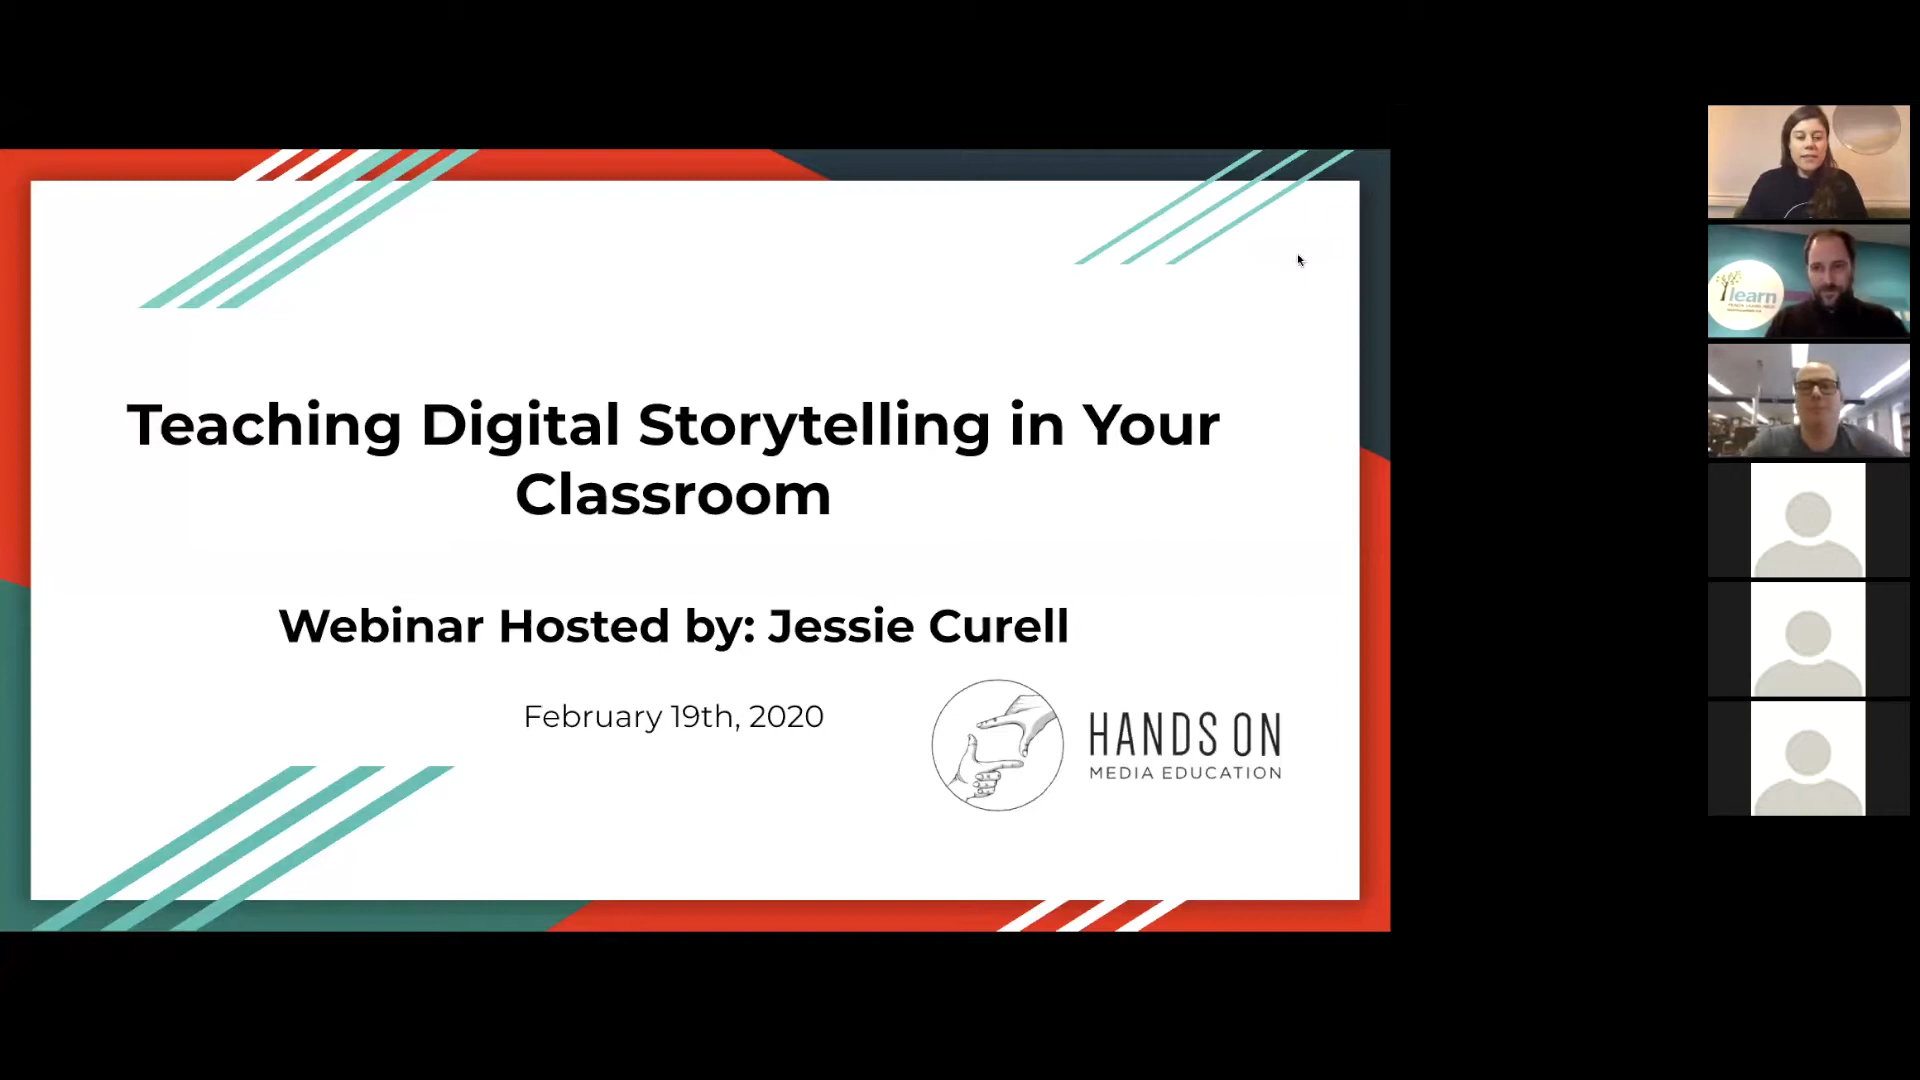 Teaching Digital Storytelling in Your
Classroom
Webinar Hosted by: Jessie Curell
February 19th, 2020
HANDS ON
MEDIA EDUCATION
learn